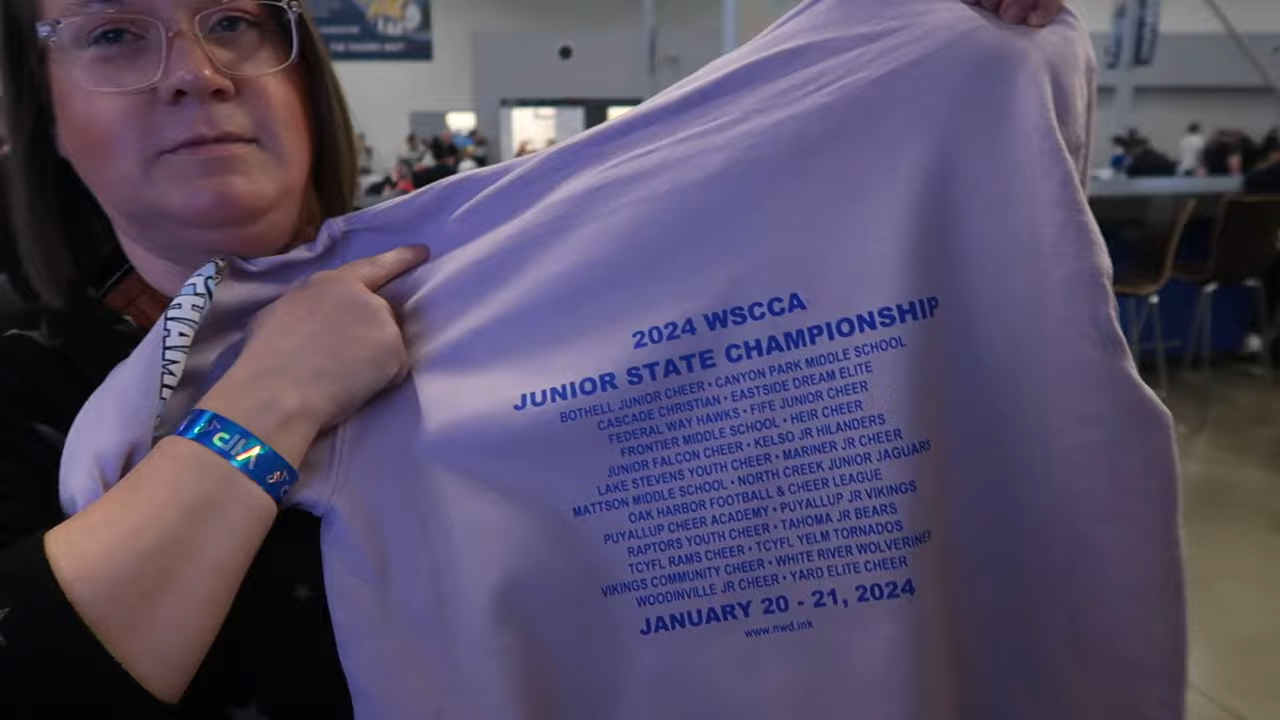 CHAMP
VIP
2024 WSCCA
JUNIOR STATE CHAMPIONSHIP
BOTHELL JUNIOR CHEER • CANYON PARK MIDDLE SCHOOL
CASCADE CHRISTIAN • EASTSIDE DREAM ELITE
FEDERAL WAY HAWKS • FIFE JUNIOR CHEER
FRONTIER MIDDLE SCHOOL • HEIR CHEER
JUNIOR FALCON CHEER • KELSO JR HILANDERS
LAKE STEVENS YOUTH CHEER • MARINER JR CHEER
MATTSON MIDDLE SCHOOL • NORTH CREEK JUNIOR JAGUARS
OAK HARBOR FOOTBALL & CHEER LEAGUE
PUYALLUP CHEER ACADEMY • PUYALLUP JR VIKINGS
RAPTORS YOUTH CHEER • TAHOMA JR BEARS
TCYFL RAMS CHEER • TCYFL YELM TORNADOS
VIKINGS COMMUNITY CHEER • WHITE RIVER WOLVERINE
WOODINVILLE JR CHEER • YARD ELITE CHEER
JANUARY 20 - 21, 2024
www.nwd.ink